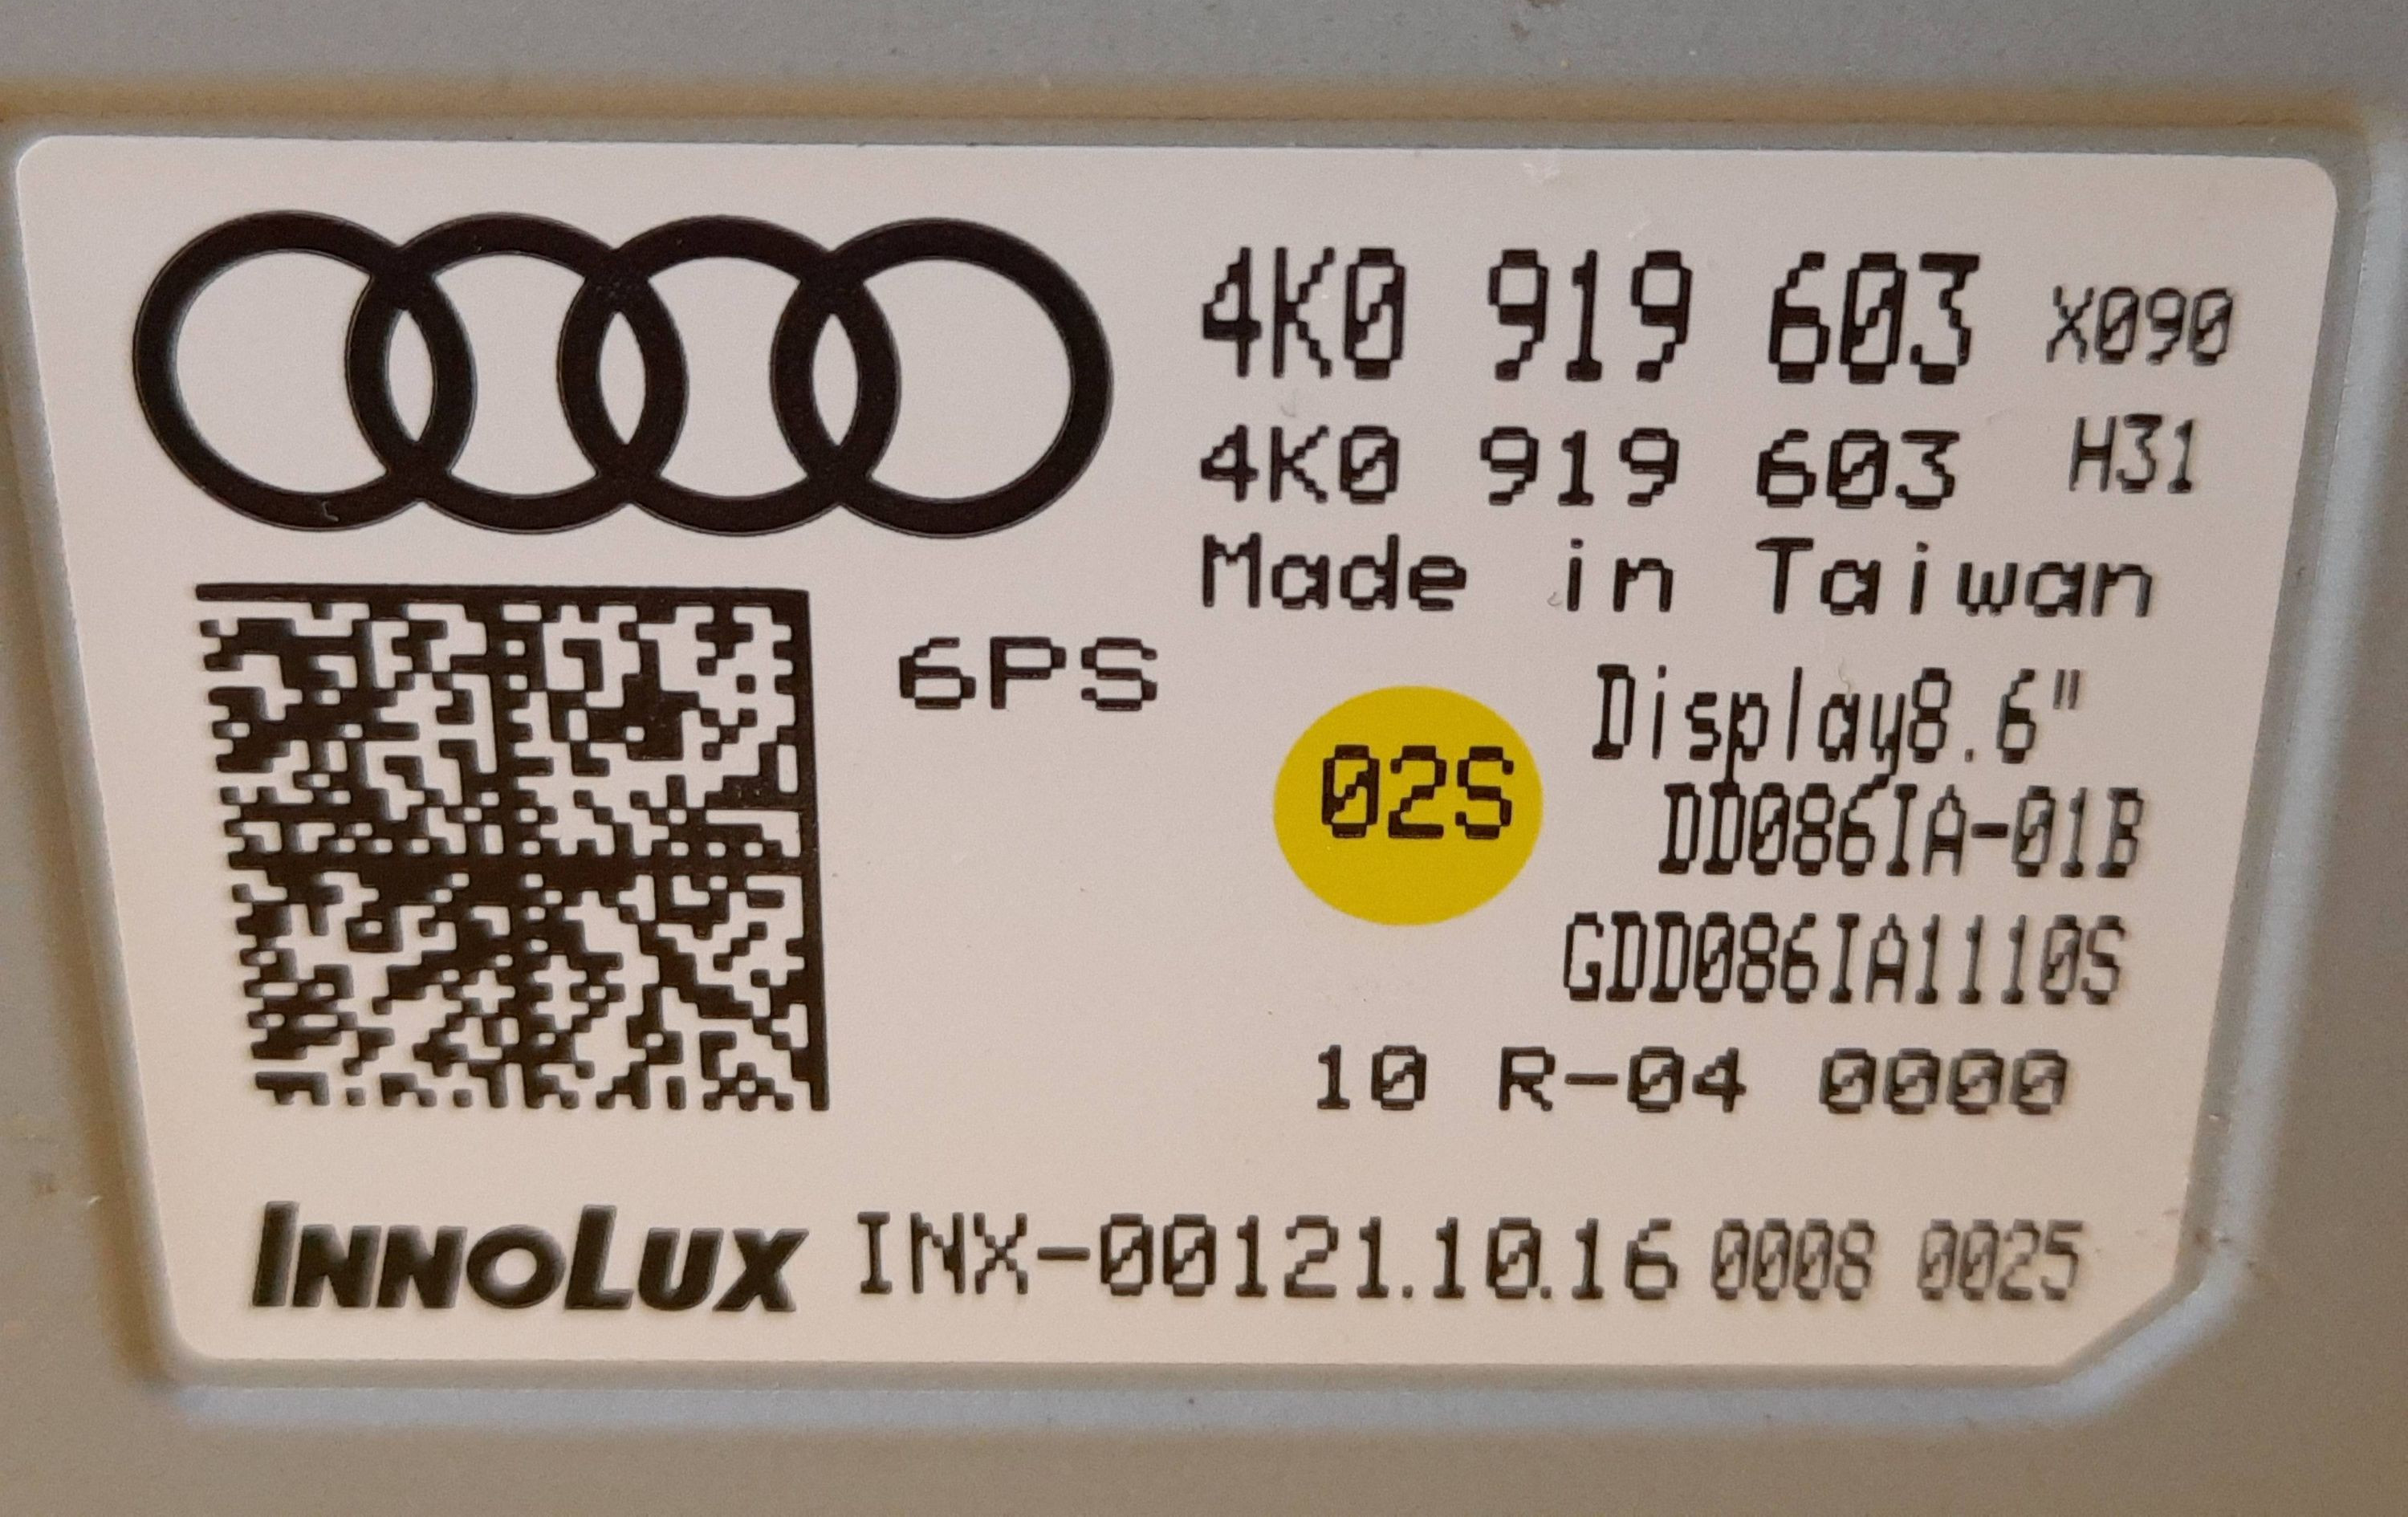 4K0 919 603 X090
4K0 919 603 H31
Made in Taiwan
6PS
02S
Display8.6"
DD086IA-01B
GDD086IA1110S
10 R-04 0000
INNOLUX INX-00121.10.16 0008 0025